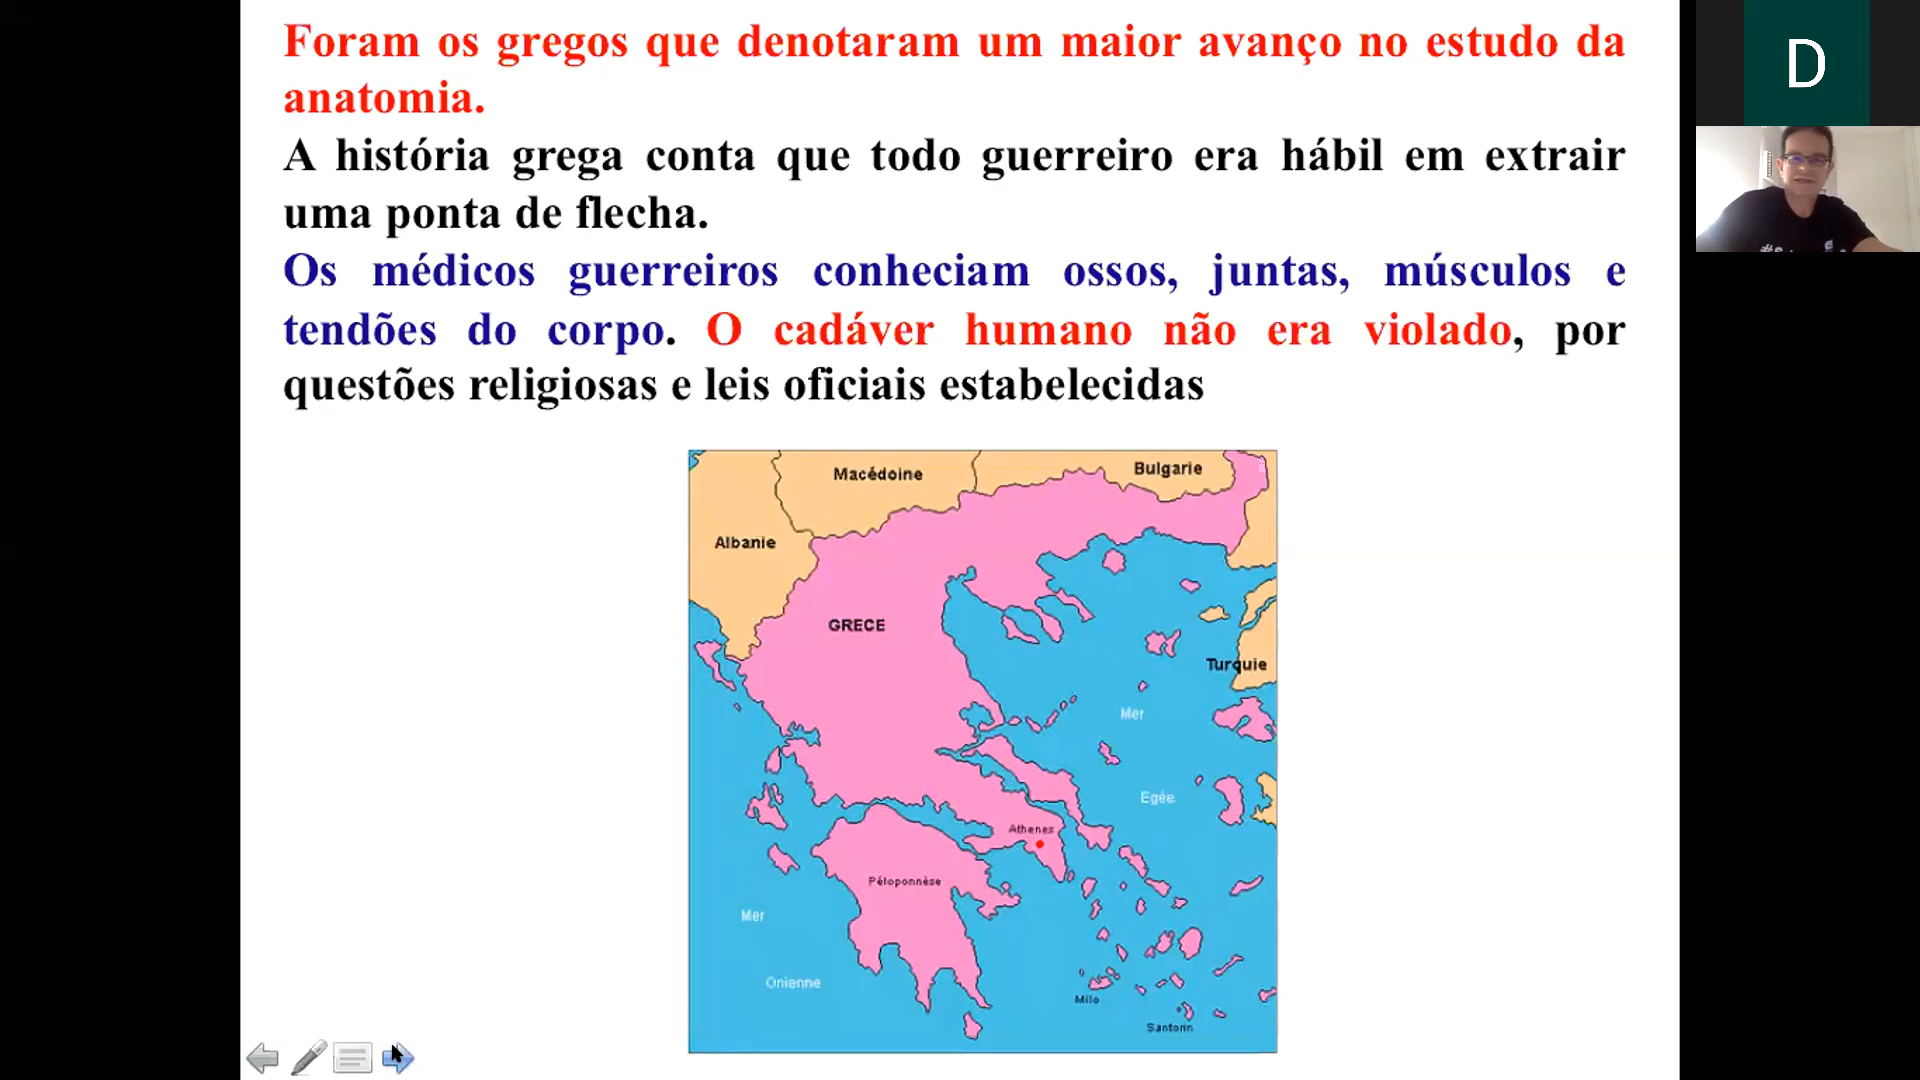 Foram os gregos que denotaram um maior avanço no estudo da
anatomia.
A história grega conta que todo guerreiro era hábil em extrair
uma ponta de flecha.
Os médicos guerreiros conheciam ossos, juntas, músculos e
tendões do corpo. O cadáver humano não era violado, por
questões religiosas e leis oficiais estabelecidas
D
Macédoine
Bulgarie
Albanie
GRECE
Turquie
Mer
Egée
Athenes
Péloponnèse
Mer
Onienne
Milo
Santorin